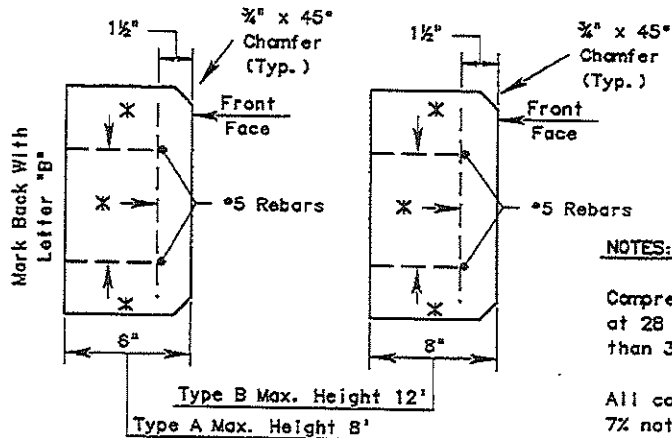 ¾" x 45°
Chamfer
(Typ.)
1½"
Front
Face
#5 Rebars
Mark Back With
Letter "B"
6"
¾" x 45°
Chamfer
(Typ.)
1½"
Front
Face
#5 Rebars
8"
Type B Max. Height 12'
Type A Max. Height 8'
NOTES:
Compre
at 28
than 3
All co
7% not